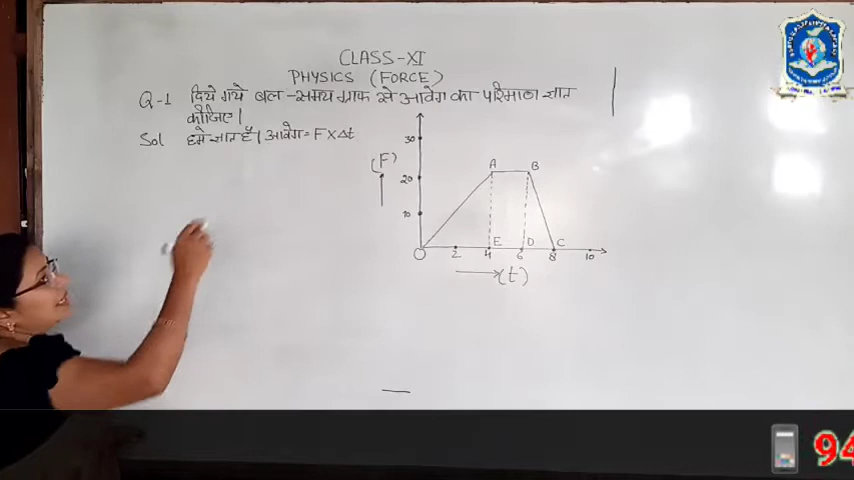 CLASS-XI
PHYSICS (FORCE)
Q-1 दिये गये बल-समय ग्राफ से आवेग का परिमाण ज्ञात
कीजिए।
Sol हमे ज्ञात है। आवेग = F×Δt
(F)
30
20
10
A B
E D C
O 2 4 6 8 10
(t)
94